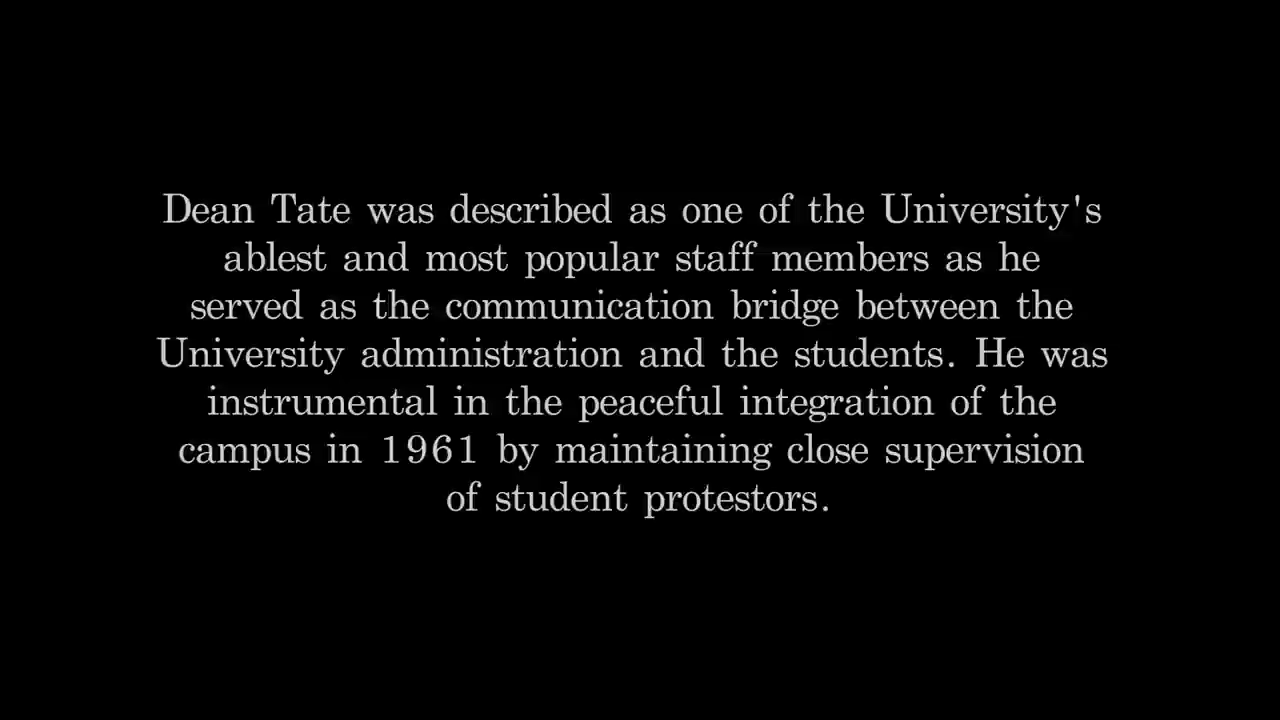 Dean Tate was described as one of the University's
ablest and most popular staff members as he
served as the communication bridge between the
University administration and the students. He was
instrumental in the peaceful integration of the
campus in 1961 by maintaining close supervision
of student protestors.